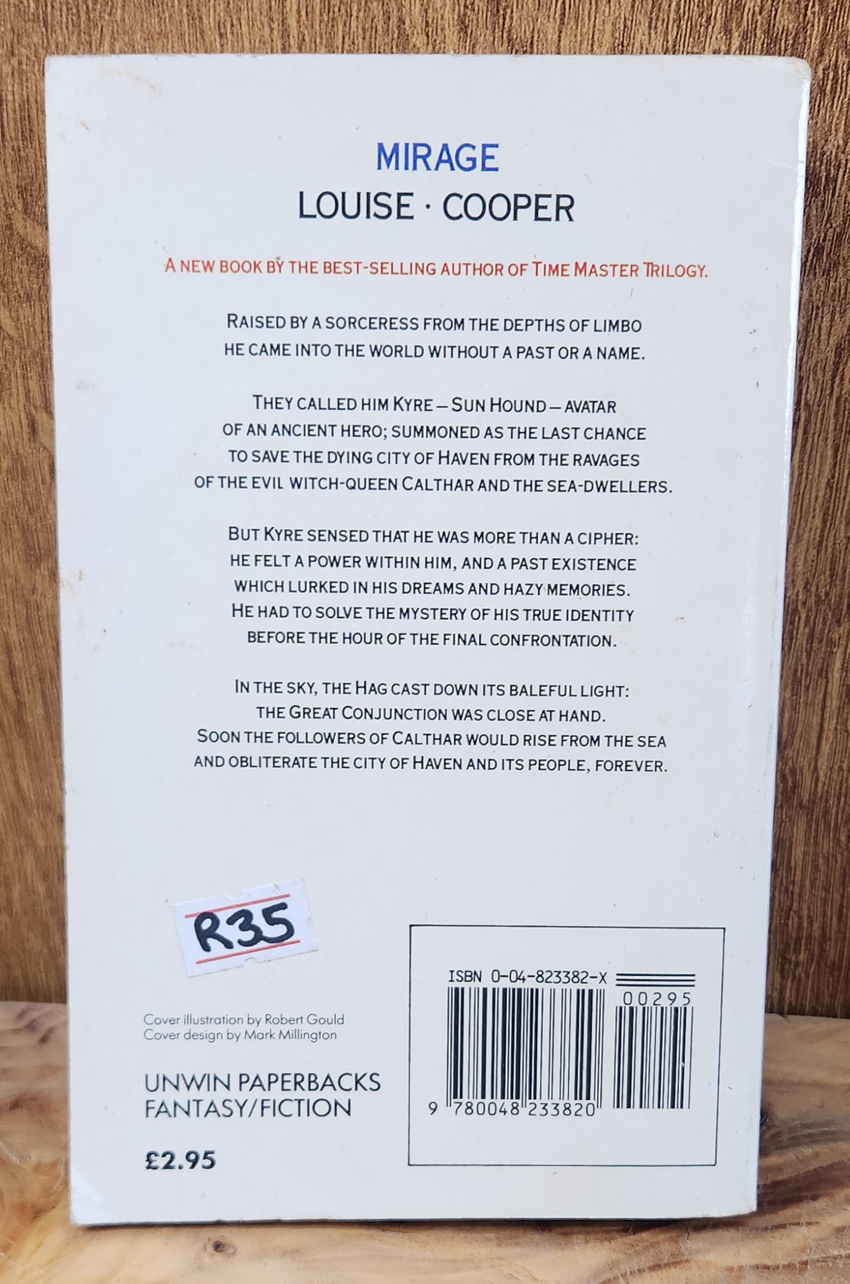 MIRAGE
LOUISE · COOPER
A NEW BOOK BY THE BEST-SELLING AUTHOR OF TIME MASTER TRILOGY.
RAISED BY A SORCERESS FROM THE DEPTHS OF LIMBO
HE CAME INTO THE WORLD WITHOUT A PAST OR A NAME.
THEY CALLED HIM KYRE – SUN HOUND – AVATAR
OF AN ANCIENT HERO; SUMMONED AS THE LAST CHANCE
TO SAVE THE DYING CITY OF HAVEN FROM THE RAVAGES
OF THE EVIL WITCH-QUEEN CALTHAR AND THE SEA-DWELLERS.
BUT KYRE SENSED THAT HE WAS MORE THAN A CIPHER:
HE FELT A POWER WITHIN HIM, AND A PAST EXISTENCE
WHICH LURKED IN HIS DREAMS AND HAZY MEMORIES.
HE HAD TO SOLVE THE MYSTERY OF HIS TRUE IDENTITY
BEFORE THE HOUR OF THE FINAL CONFRONTATION.
IN THE SKY, THE HAG CAST DOWN ITS BALEFUL LIGHT:
THE GREAT CONJUNCTION WAS CLOSE AT HAND.
SOON THE FOLLOWERS OF CALTHAR WOULD RISE FROM THE SEA
AND OBLITERATE THE CITY OF HAVEN AND ITS PEOPLE, FOREVER.
R35
Cover illustration by Robert Gould
Cover design by Mark Millington
UNWIN PAPERBACKS
FANTASY/FICTION
£2.95
ISBN 0-04-823382-X
00295
9 780048 233820